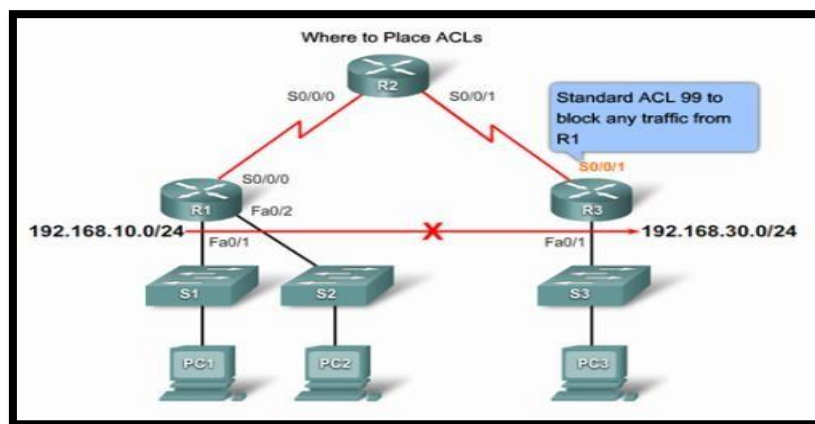 Where to Place ACLs
R2
S0/0/0
S0/0/1
Standard ACL 99 to
block any traffic from
R1
S0/0/1
S0/0/0
R1
R3
Fa0/2
192.168.10.0/24
192.168.30.0/24
Fa0/1
Fa0/1
S1
S2
S3
PC1
PC2
PC3